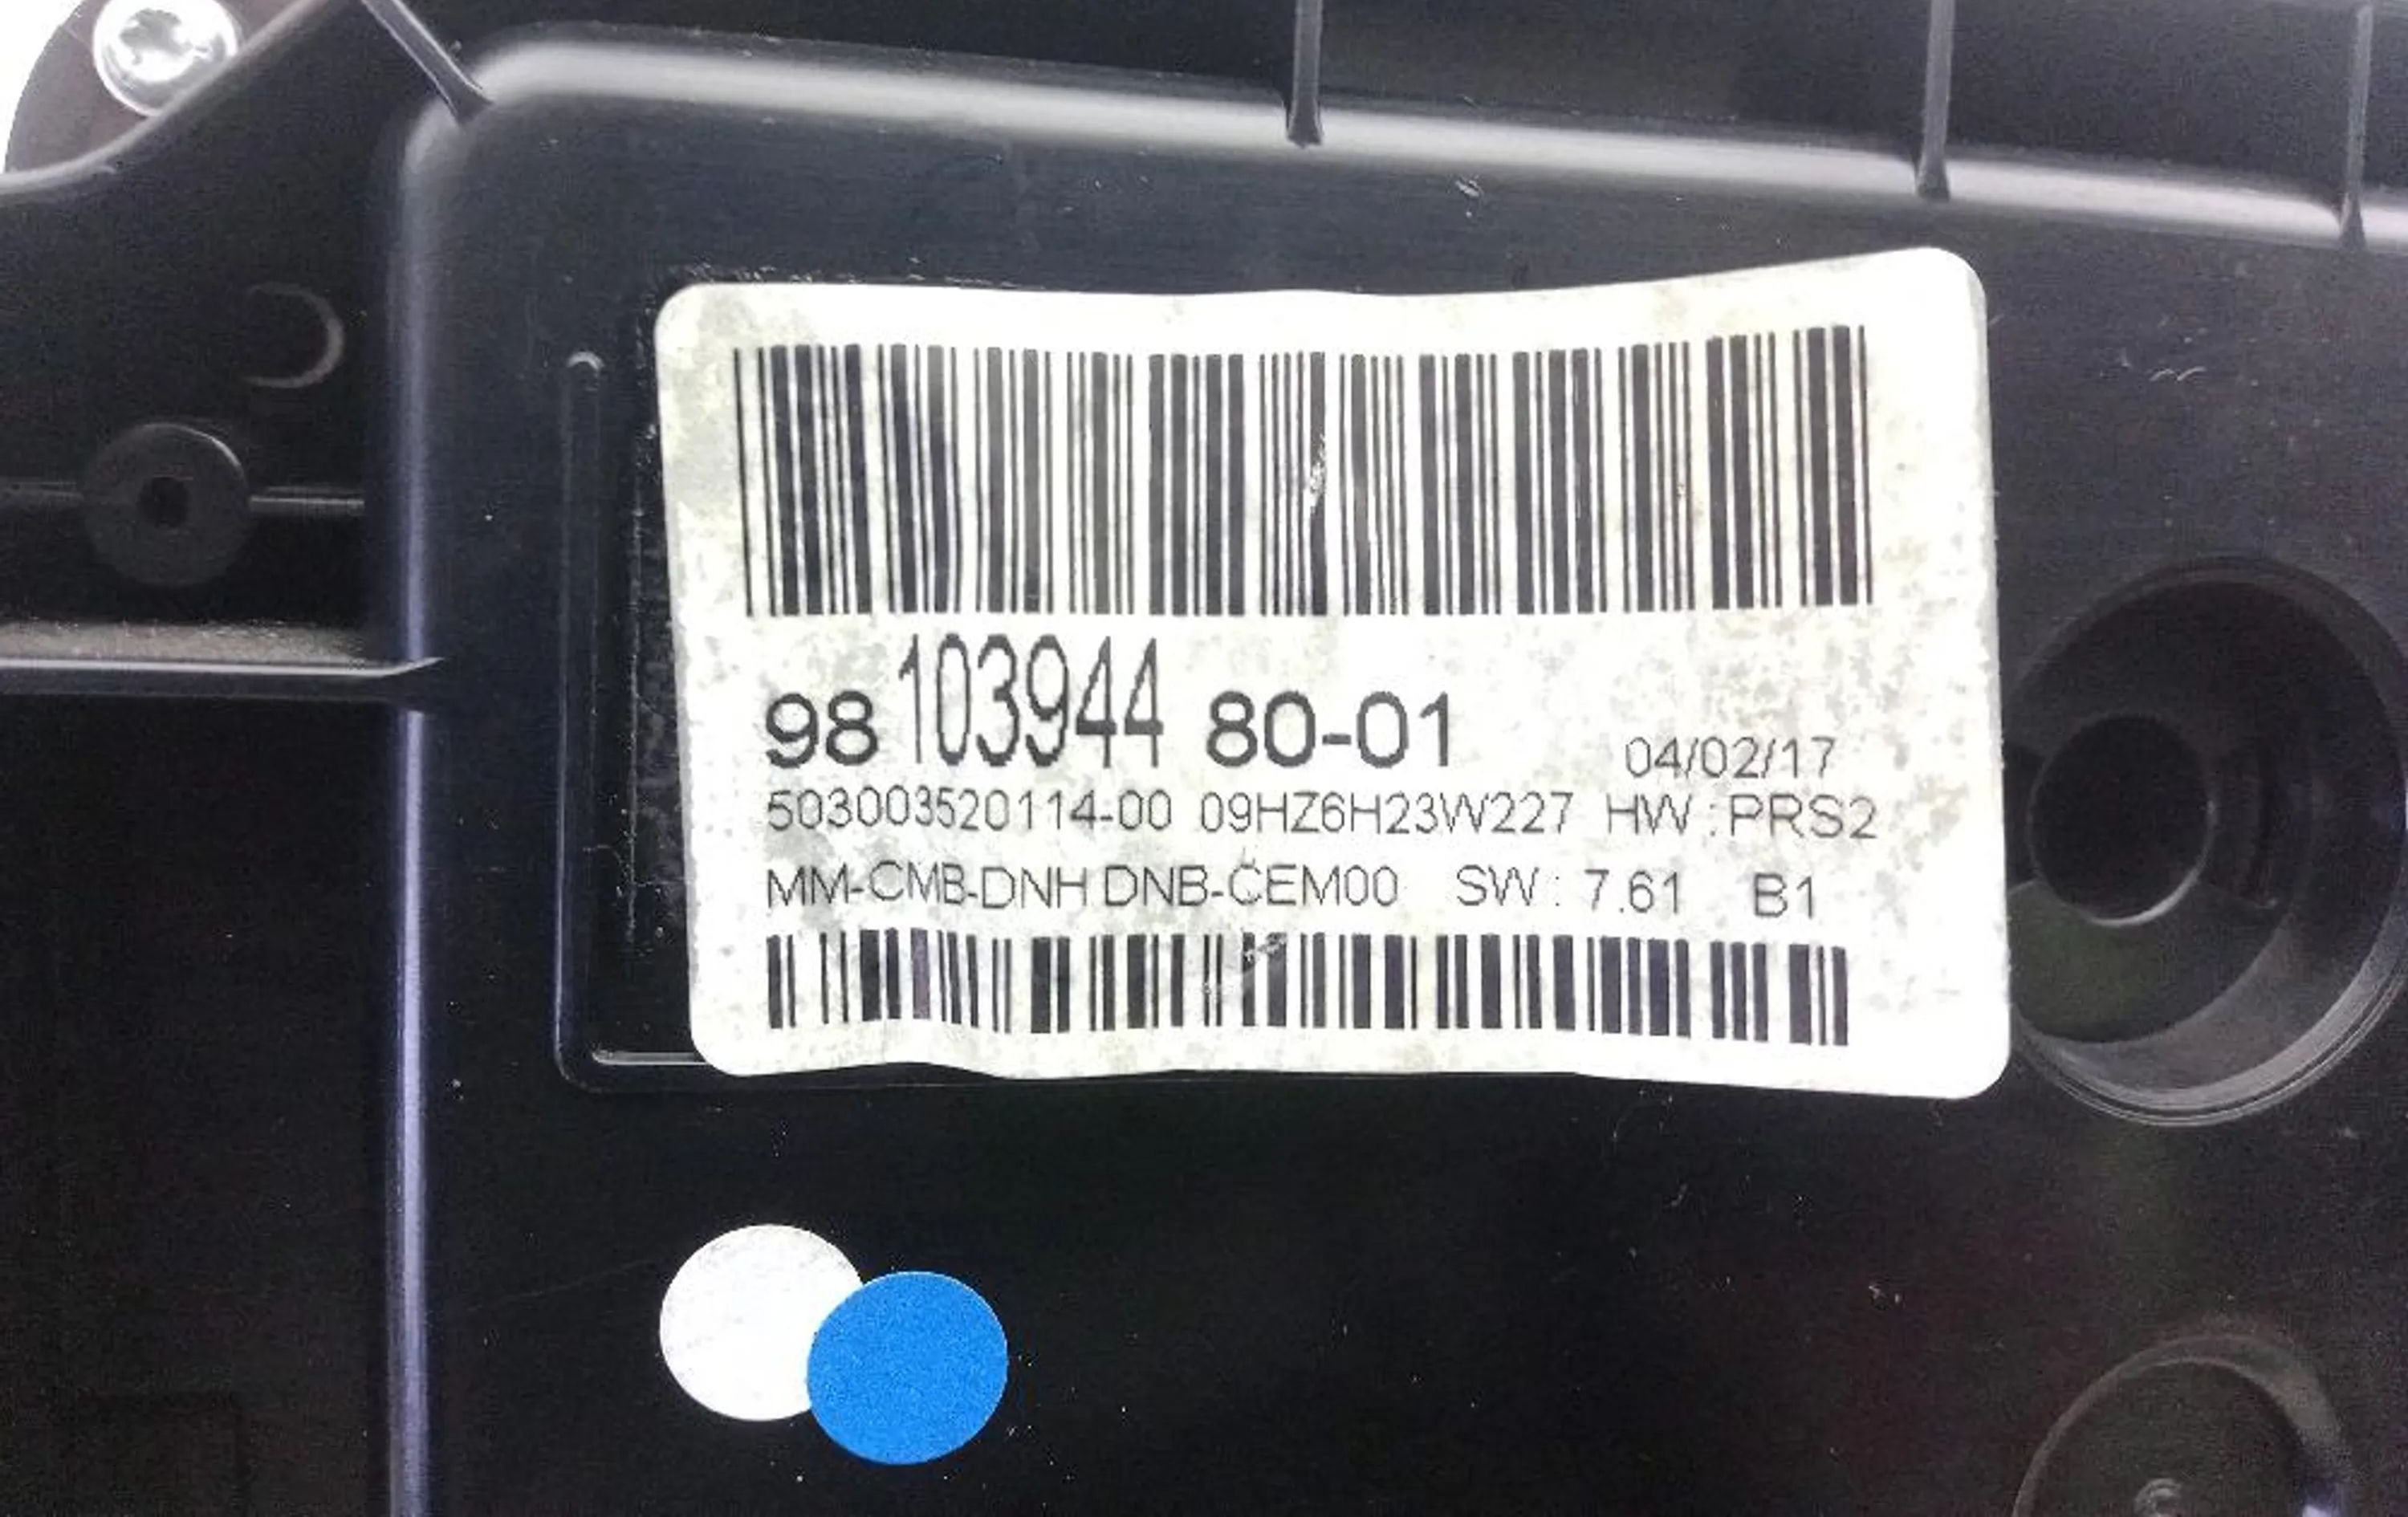 98 103944 80-01 04/02/17
503003520114-00 09HZ6H23W227 HW : PRS2
MM-CMB-DNH DNB-CEM00 SW : 7.61 B1